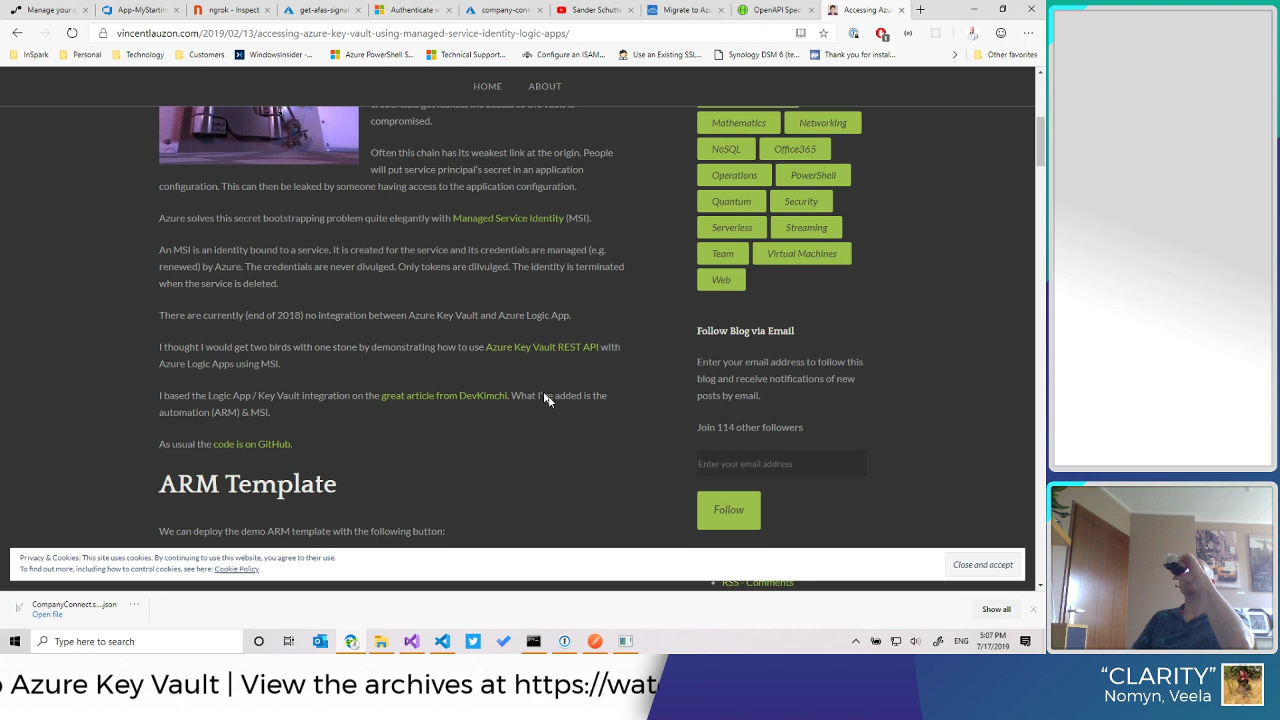 Manage your cosmos
App-MyStarting
ngrok - Inspect
get-afas-signal
Authenticate w
company-conn
Sander Schutte
Migrate to Az
OpenAPI Spec
Accessing Azur
vincentlauzon.com/2019/02/13/accessing-azure-key-vault-using-managed-service-identity-logic-apps/
InSpark
Personal
Technology
Customers
WindowsInsiders
Azure PowerShell S...
Configure an ISAM...
Use an Existing SSL...
Synology DSM 6 (te...
Thank you for your...
Other favorites
HOME ABOUT
compromised.
Often this chain has its weakest link at the origin. People
will put service principal's secret in an application
configuration. This can then be leaked by someone having access to the application configuration.
Azure solves this secret bootstrapping problem quite elegantly with Managed Service Identity (MSI).
An MSI is an identity bound to a service. It is created for the service and its credentials are managed (e.g.
renewed) by Azure. The credentials are never divulged. Only tokens are dilvulged. The identity is terminated
when the service is deleted.
There are currently (end of 2018) no integration between Azure Key Vault and Azure Logic App.
I thought I would get two birds with one stone by demonstrating how to use Azure Key Vault REST API with
Azure Logic Apps using MSI.
I based the Logic App / Key Vault integration on the great article from DevKimchi. What I've added is the
automation (ARM) & MSI.
As usual the code is on GitHub.
ARM Template
We can deploy the demo ARM template with the following button:
Mathematics Networking
NoSQL Office365
Operations PowerShell
Quantum Security
Serverless Streaming
Team Virtual Machines
Web
Follow Blog via Email
Enter your email address to follow this
blog and receive notifications of new
posts by email.
Join 114 other followers
Enter your email address
Follow
RSS - Comments
Privacy & Cookies: This site uses cookies. By continuing to use this website, you agree to their use.
To find out more, including how to control cookies, see here: Cookie Policy
Close and accept
CompanyConnect.s....json
Open file
Show all
Type here to search
ENG
5:07 PM
7/17/2019
Azure Key Vault | View the archives at https://wat
"CLARITY"
Nomyn, Veela